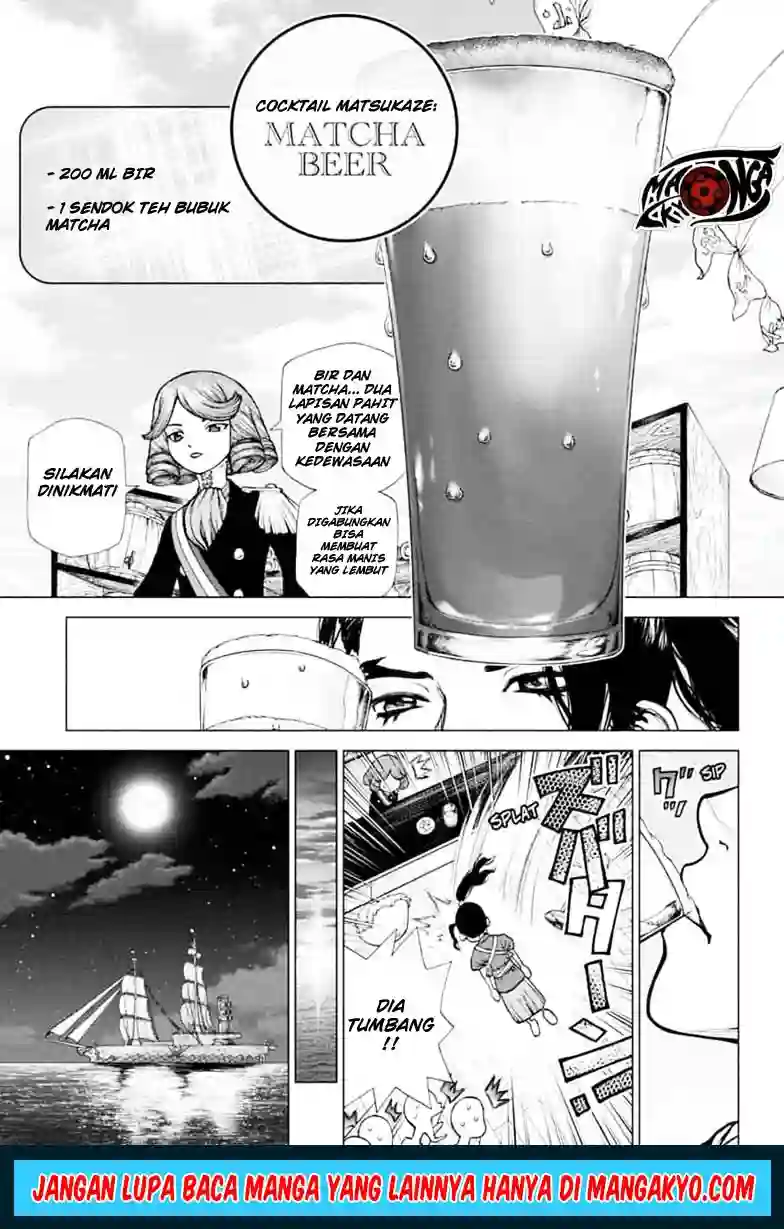 COCKTAIL MATSUKAZE:
MATCHA
BEER
- 200 ML BIR
- 1 SENDOK TEH BUBUK
MATCHA
MANGA
KYO
BIR DAN
MATCHA... DUA
LAPISAN PAHIT
YANG DATANG
BERSAMA
DENGAN
KEDEWASAAN
SILAKAN
DINIKMATI
JIKA
DIGABUNGKAN
BISA
MEMBUAT
RASA MANIS
YANG LEMBUT
SIP
SPLAT
DIA
TUMBANG
!!
JANGAN LUPA BACA MANGA YANG LAINNYA HANYA DI MANGAKYO.COM